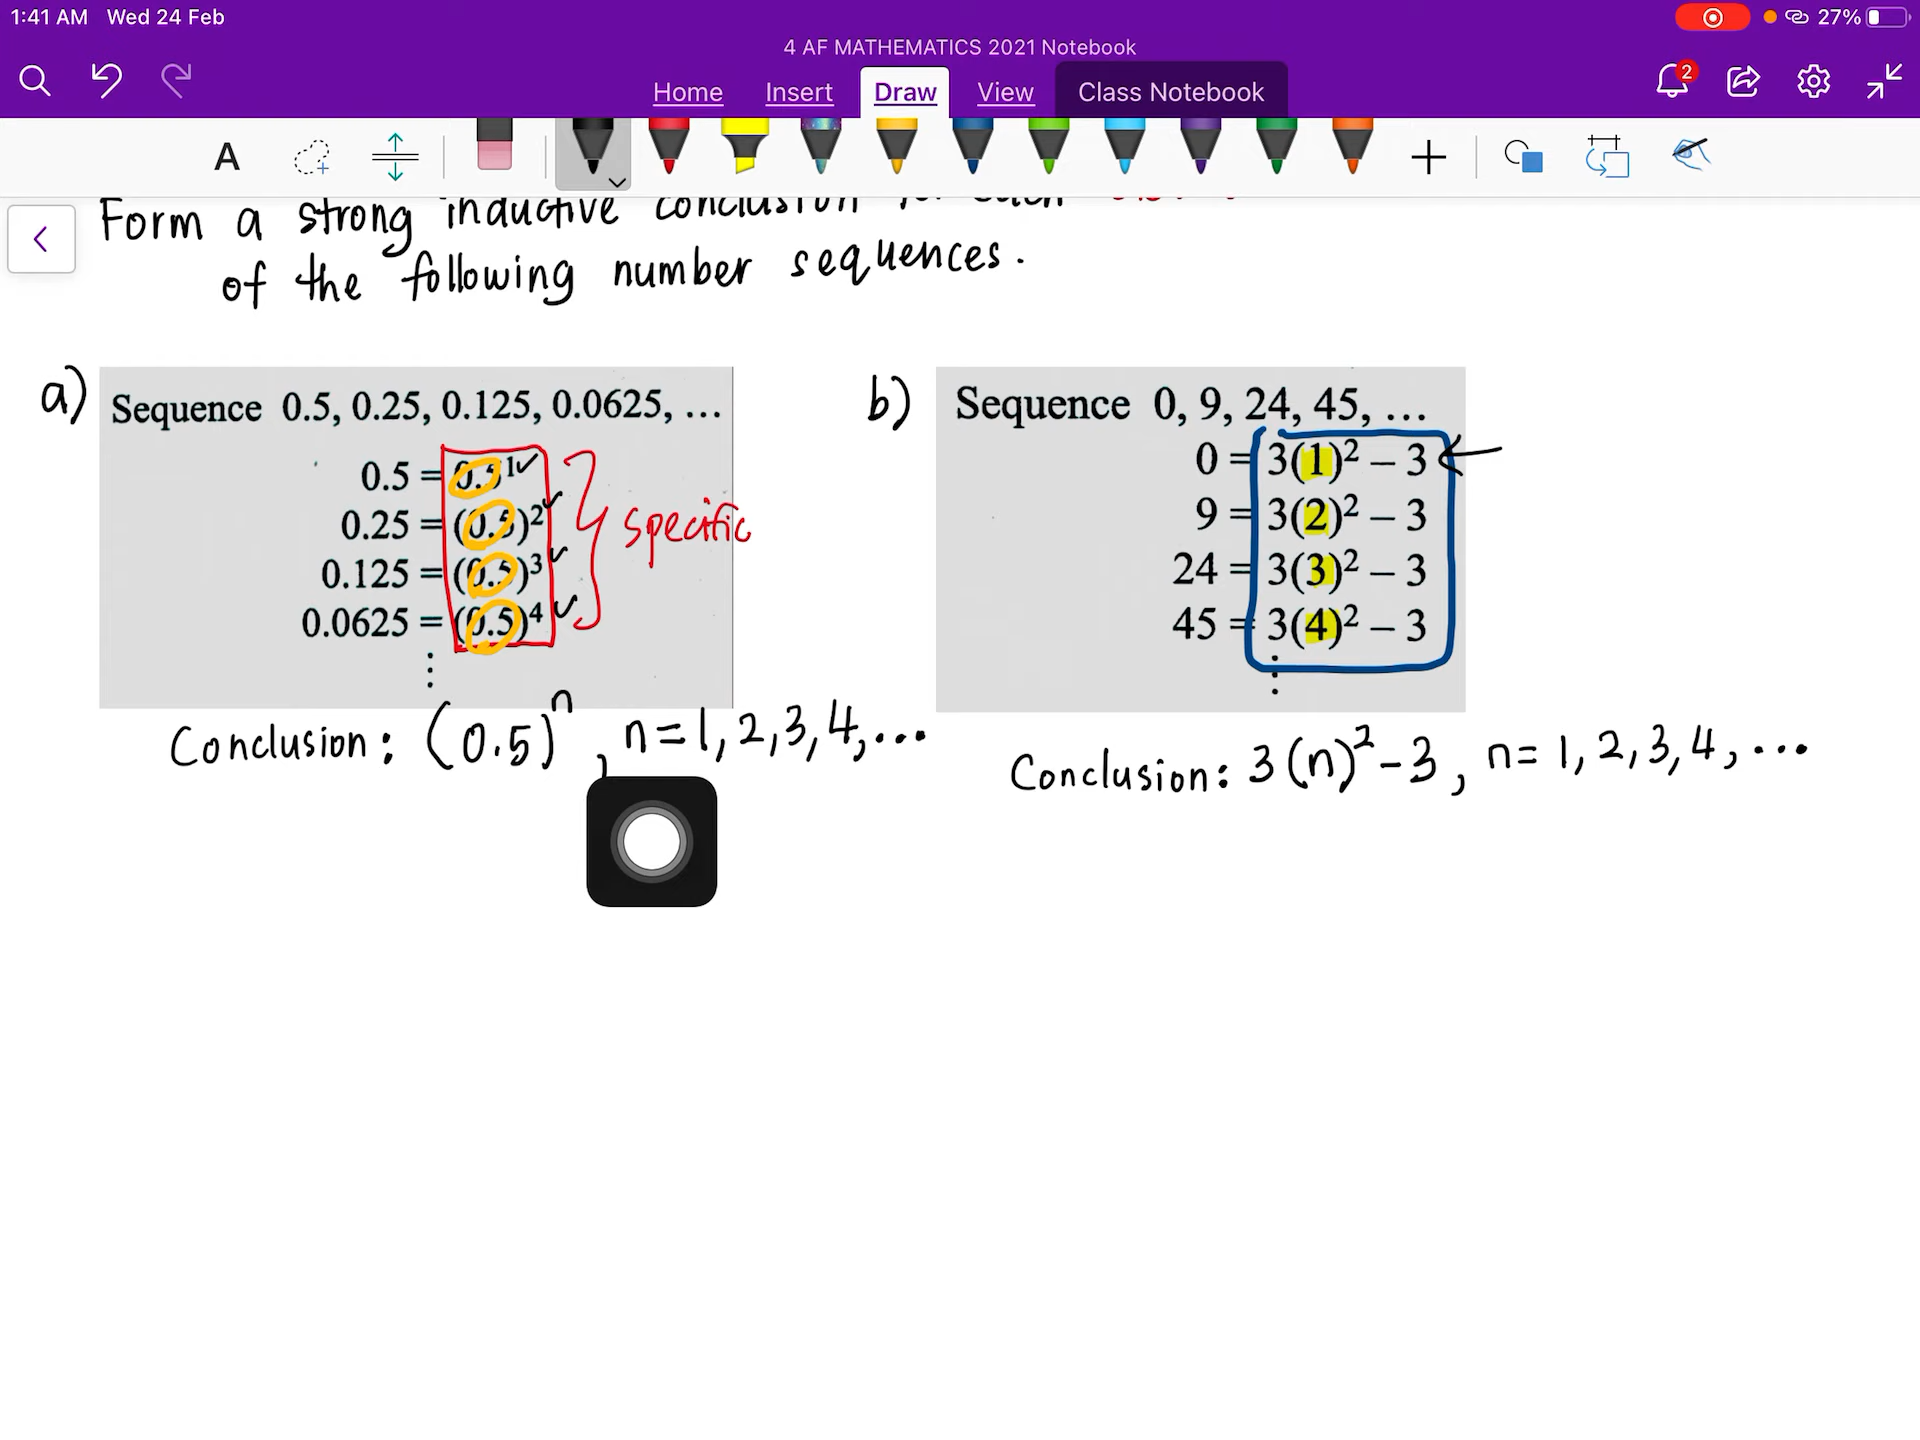 1:41 AM Wed 24 Feb
27%
4 AF MATHEMATICS 2021 Notebook
Home Insert Draw View Class Notebook
2
A
Form a strong inductive conclusion for each
of the following number sequences.
a)
Sequence 0.5, 0.25, 0.125, 0.0625, ...
0.5 = 0.5¹
0.25 = (0.5)²
0.125 = (0.5)³
0.0625 = (0.5)⁴
⋮
specific
Conclusion: (0.5)ⁿ, n=1,2,3,4,...
b)
Sequence 0, 9, 24, 45, ...
0 = 3(1)² – 3
9 = 3(2)² – 3
24 = 3(3)² – 3
45 = 3(4)² – 3
⋮
Conclusion: 3(n)²-3, n= 1,2,3,4,...